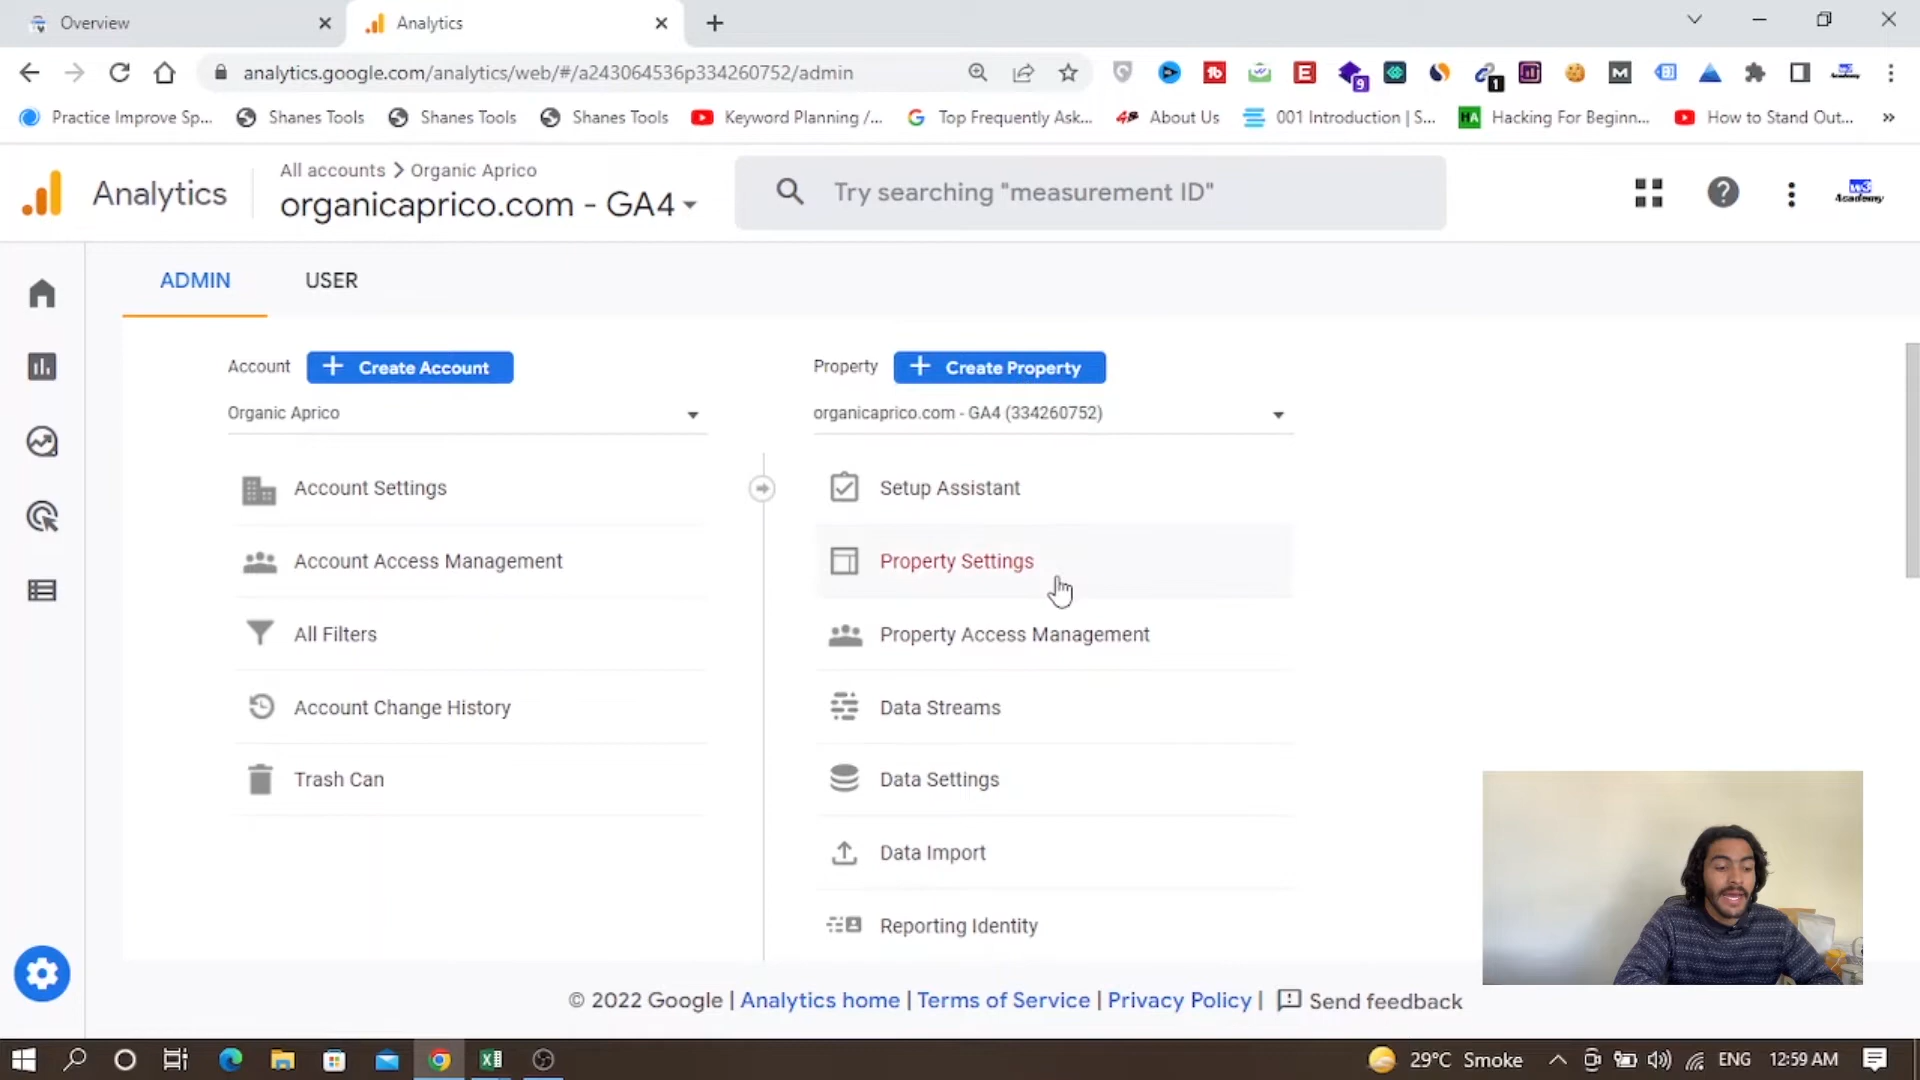 Overview
Analytics
analytics.google.com/analytics/web/#/a243064536p334260752/admin
9
1
Practice Improve Sp...
Shanes Tools
Shanes Tools
Shanes Tools
Keyword Planning /...
Top Frequently Ask...
About Us
001 Introduction | S...
HA
Hacking For Beginn...
How to Stand Out...
Analytics
All accounts > Organic Aprico
organicaprico.com - GA4
Try searching "measurement ID"
w3
Academy
ADMIN
USER
Account
+ Create Account
Property
+ Create Property
Organic Aprico
organicaprico.com - GA4 (334260752)
Account Settings
Account Access Management
All Filters
Account Change History
Trash Can
Setup Assistant
Property Settings
Property Access Management
Data Streams
Data Settings
Data Import
Reporting Identity
© 2022 Google | Analytics home | Terms of Service | Privacy Policy | Send feedback
29°C Smoke
ENG
12:59 AM